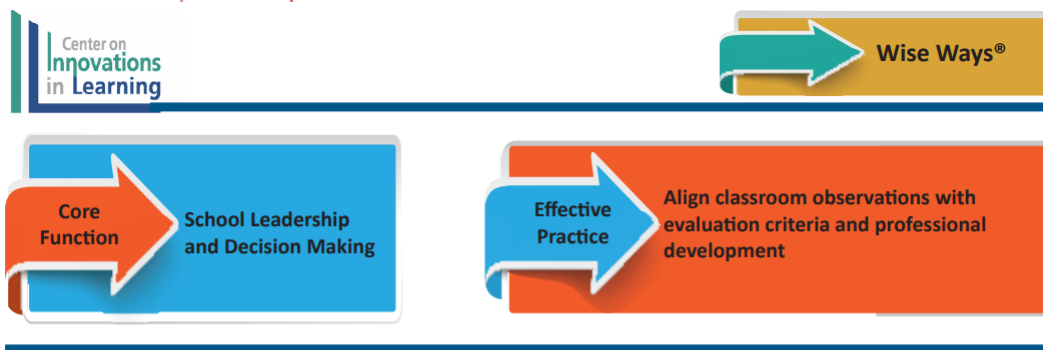 Center on
Innovations
in Learning
Wise Ways®
Core
Function
School Leadership
and Decision Making
Effective
Practice
Align classroom observations with
evaluation criteria and professional
development